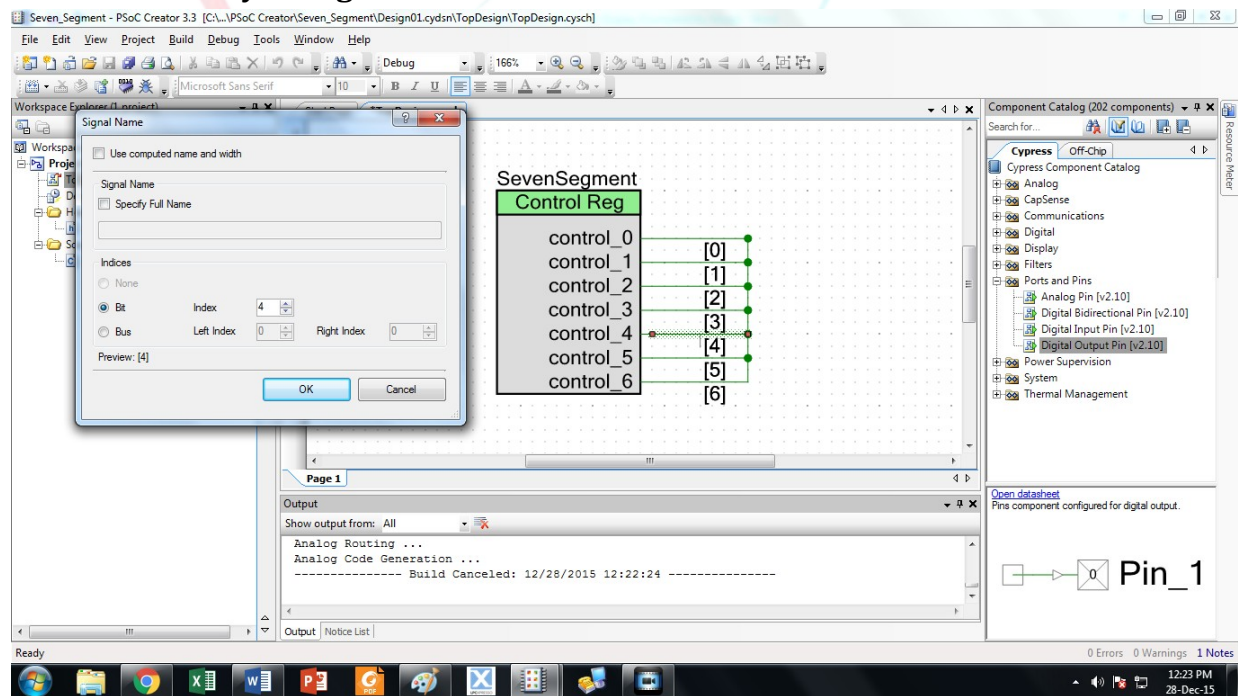 Seven_Segment - PSoC Creator 3.3 [C:\...\PSoC Creator\Seven_Segment\Design01.cydsn\TopDesign\TopDesign.cysch]
File Edit View Project Build Debug Tools Window Help
Debug 166%
Microsoft Sans Serif 10 B I U A
Workspace Explorer (1 project)
Signal Name
Use computed name and width
Signal Name
Specify Full Name
Indices
None
Bit Index 4
Bus Left Index 0 Right Index 0
Preview: [4]
OK Cancel
SevenSegment
Control Reg
control_0
[0]
control_1
[1]
control_2
[2]
control_3
[3]
control_4
[4]
control_5
[5]
control_6
[6]
Page 1
Output
Show output from: All
Analog Routing ...
Analog Code Generation ...
--------------- Build Canceled: 12/28/2015 12:22:24 ---------------
Output Notice List
Component Catalog (202 components)
Search for...
Cypress Off-Chip
Cypress Component Catalog
Analog
CapSense
Communications
Digital
Display
Filters
Ports and Pins
Analog Pin [v2.10]
Digital Bidirectional Pin [v2.10]
Digital Input Pin [v2.10]
Digital Output Pin [v2.10]
Power Supervision
System
Thermal Management
Resource Meter
Open datasheet
Pins component configured for digital output.
0 Pin_1
Ready 0 Errors 0 Warnings 1 Notes
12:23 PM
28-Dec-15